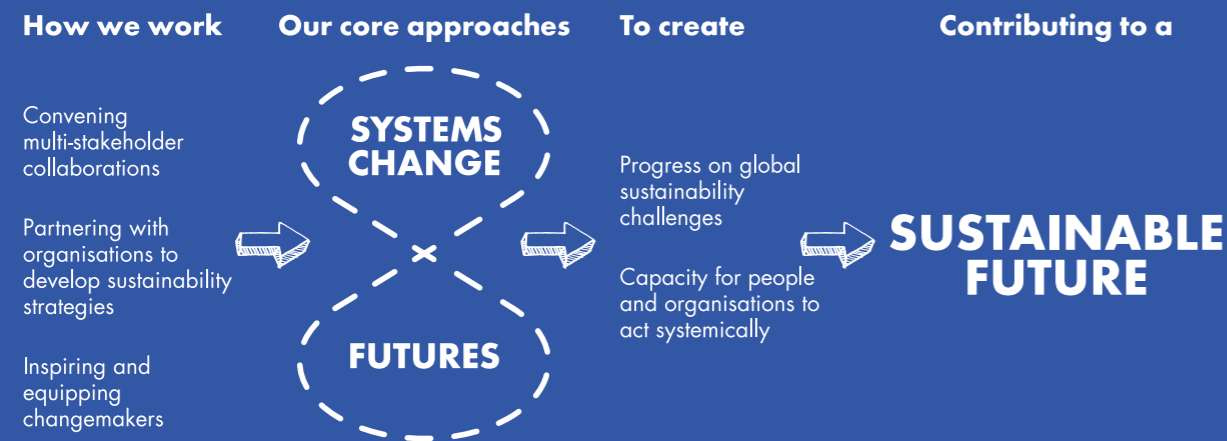 How we work
Convening
multi-stakeholder
collaborations
Partnering with
organisations to
develop sustainability
strategies
Inspiring and
equipping
changemakers
Our core approaches
SYSTEMS
CHANGE
FUTURES
To create
Progress on global
sustainability
challenges
Capacity for people
and organisations to
act systemically
Contributing to a
SUSTAINABLE
FUTURE